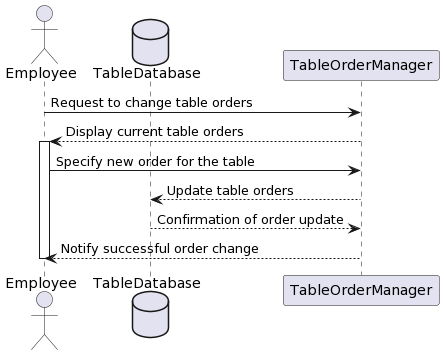 Employee
TableDatabase
TableOrderManager
Request to change table orders
Display current table orders
Specify new order for the table
Update table orders
Confirmation of order update
Notify successful order change
Employee
TableDatabase
TableOrderManager